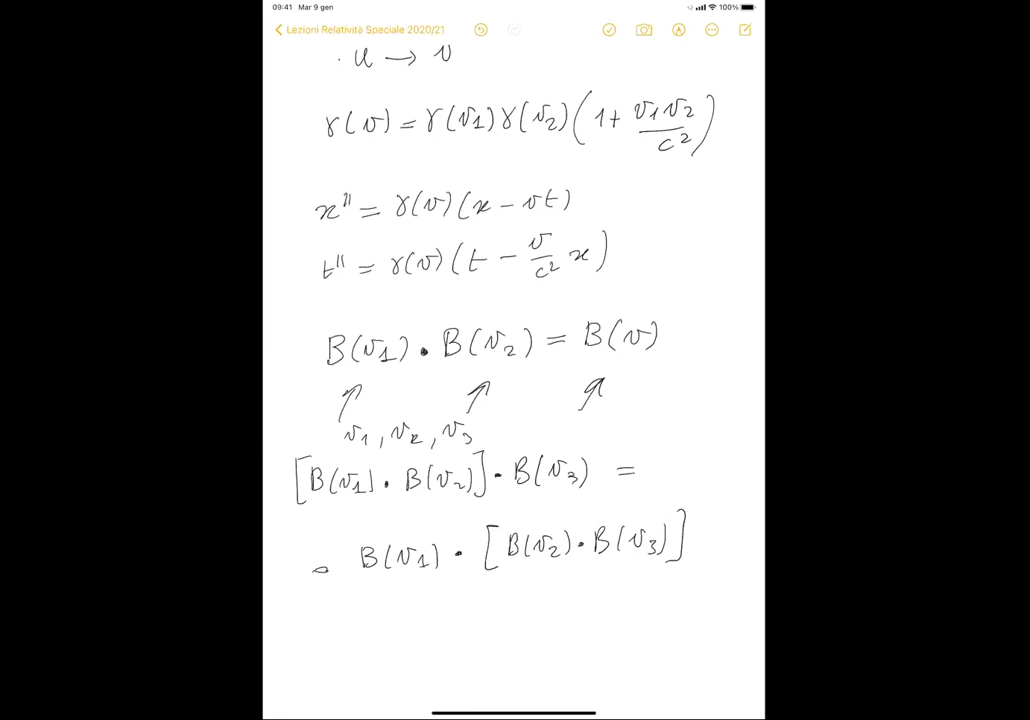 09:41 Mar 9 gen 100%
Lezioni Relatività Speciale 2020/21
. u → v
γ(v) = γ(v1)γ(v2)(1 + v1v2/c²)
x" = γ(v)(x - vt)
t" = γ(v)(t - v/c² x)
B(v1) • B(v2) = B(v)
v1, v2, v3
[B(v1) . B(v2)] . B(v3) =
B(v1) . [B(v2) . B(v3)]